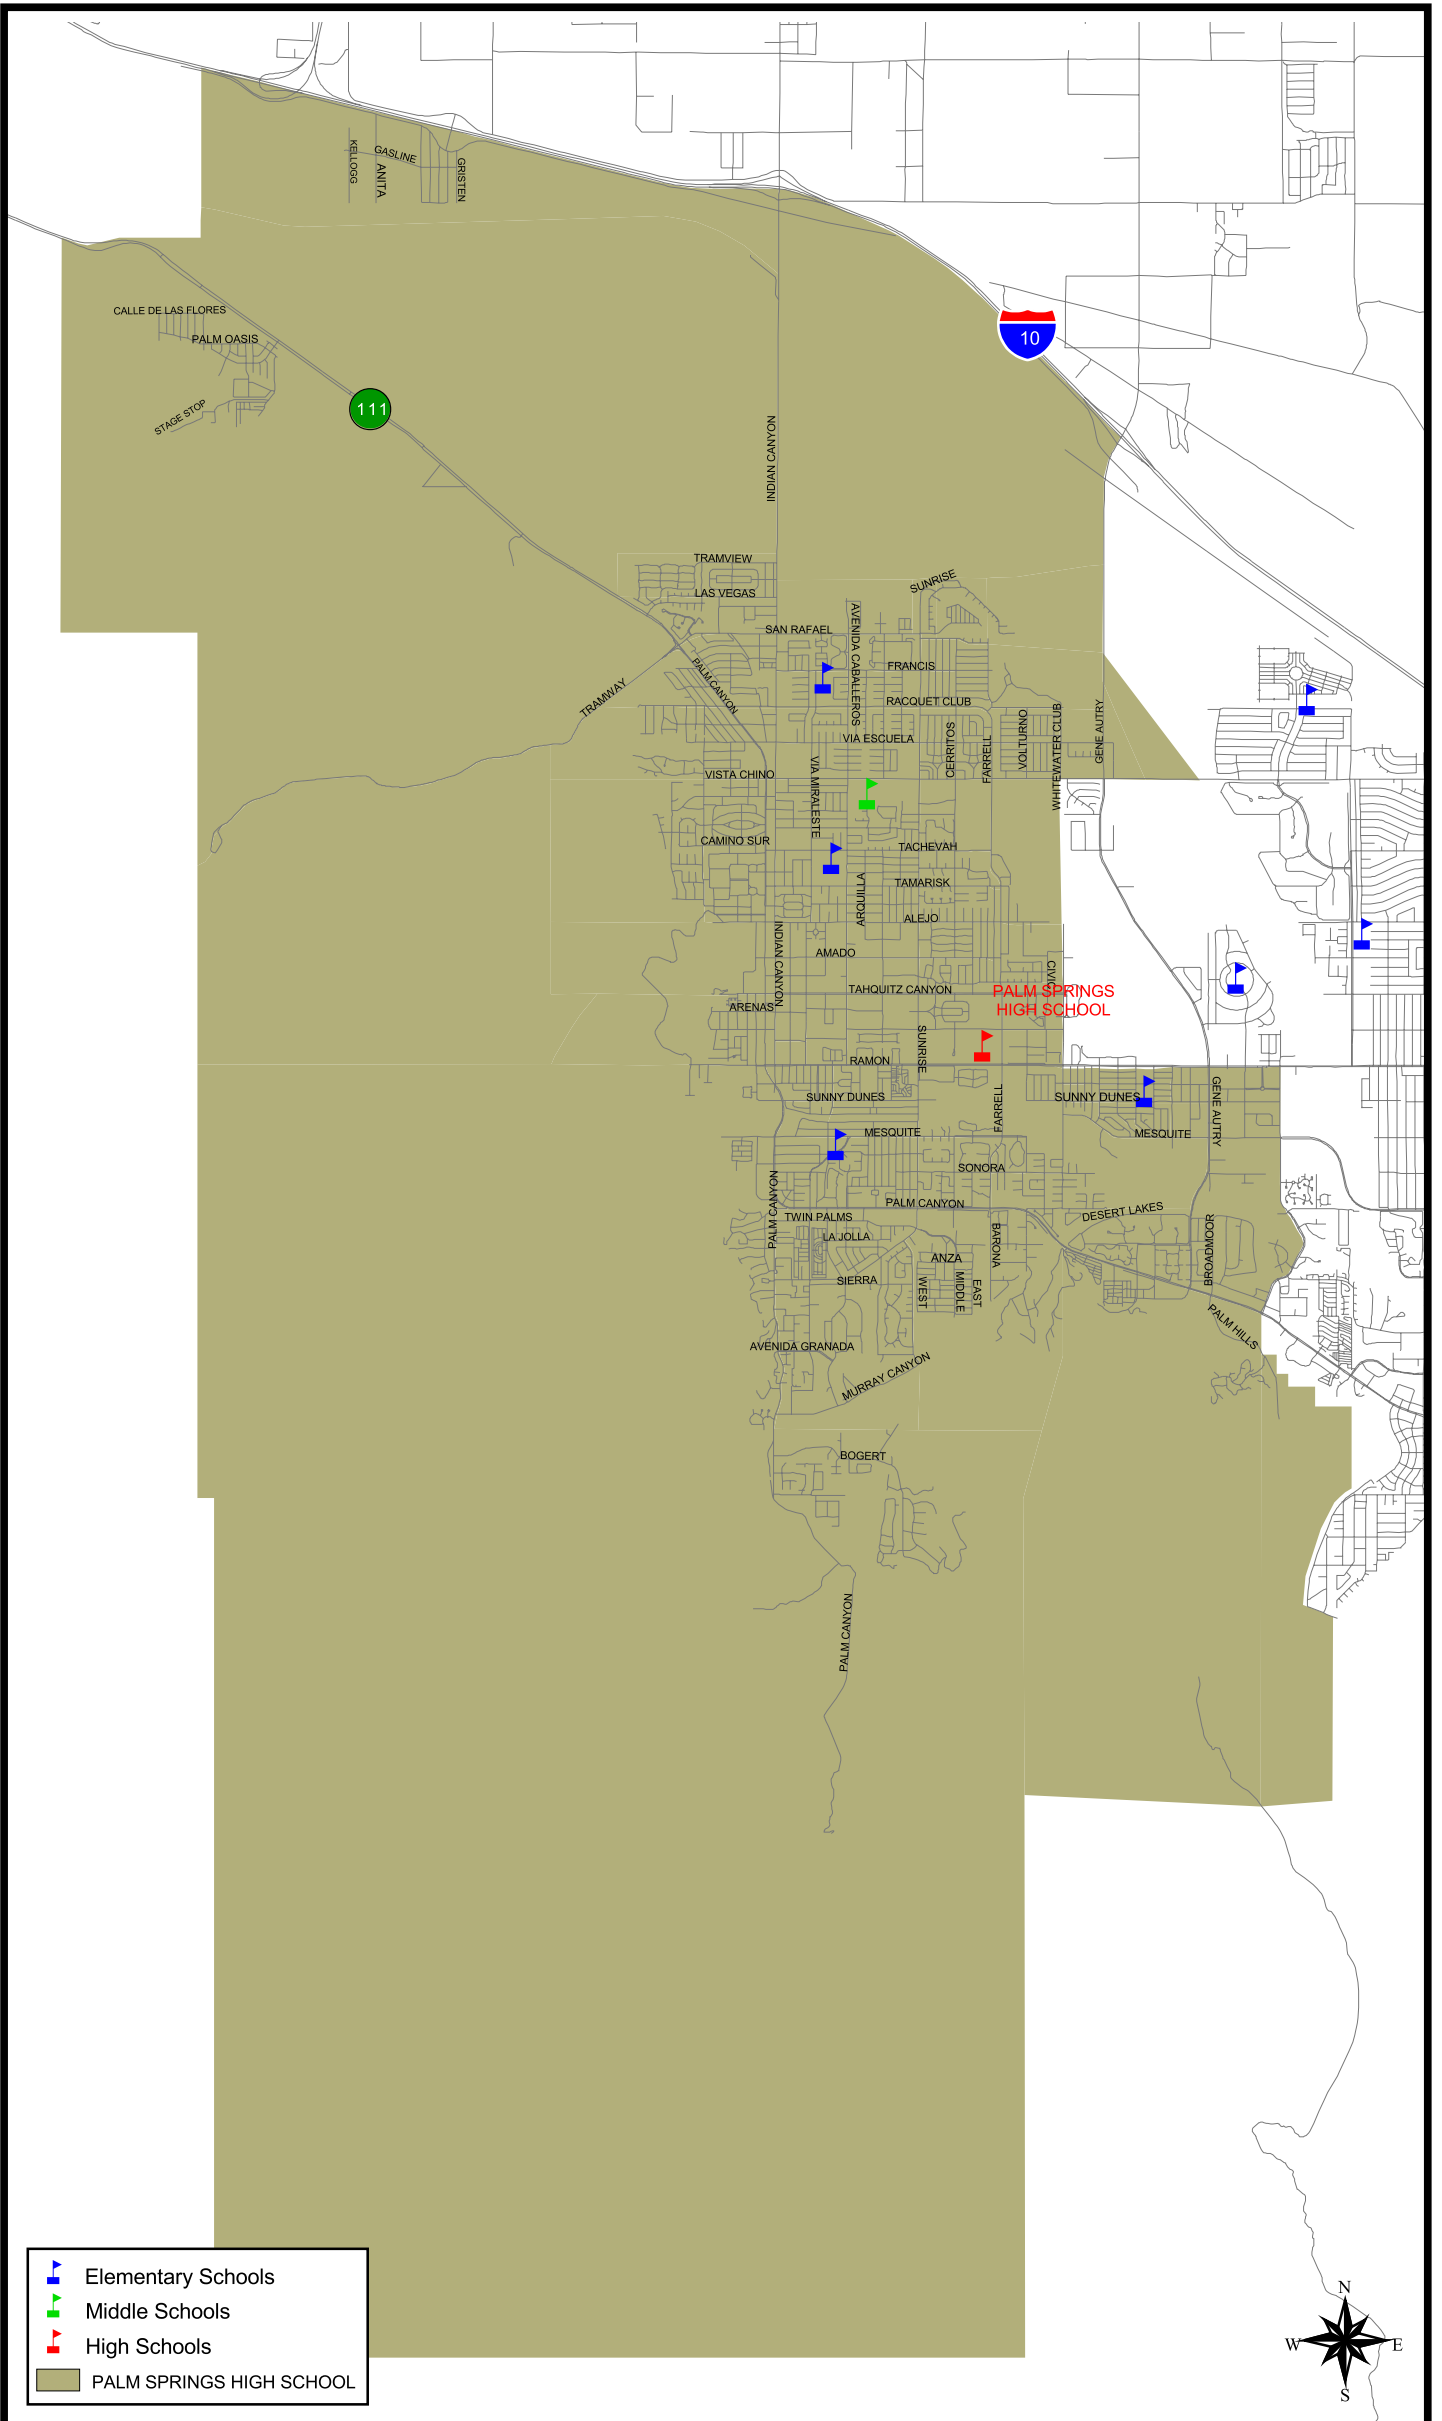 KELLOGG
GASLINE
ANITA
GRISTEN
CALLE DE LAS FLORES
PALM OASIS
STAGE STOP
111
10
INDIAN CANYON
TRAMVIEW
LAS VEGAS
SUNRISE
SAN RAFAEL
AVENIDA CABALLEROS
FRANCIS
PALM CANYON
TRAMWAY
RACQUET CLUB
VIA ESCUELA
CERRITOS
FARRELL
VOLTURNO
WHITEWATER CLUB
GENE AUTRY
VISTA CHINO
VIA MIRALESTE
CAMINO SUR
TACHEVAH
TAMARISK
ARQUILLA
ALEJO
INDIAN CANYON
AMADO
CIVIC
TAHQUITZ CANYON
PALM SPRINGS
HIGH SCHOOL
ARENAS
SUNRISE
RAMON
SUNNY DUNES
FARRELL
SUNNY DUNES
GENE AUTRY
MESQUITE
MESQUITE
SONORA
PALM CANYON
PALM CANYON
TWIN PALMS
DESERT LAKES
LA JOLLA
BARONA
BROADMOOR
ANZA
SIERRA
WEST
MIDDLE
EAST
PALM HILLS
AVENIDA GRANADA
MURRAY CANYON
BOGERT
PALM CANYON
Elementary Schools
Middle Schools
High Schools
PALM SPRINGS HIGH SCHOOL
N
W
E
S